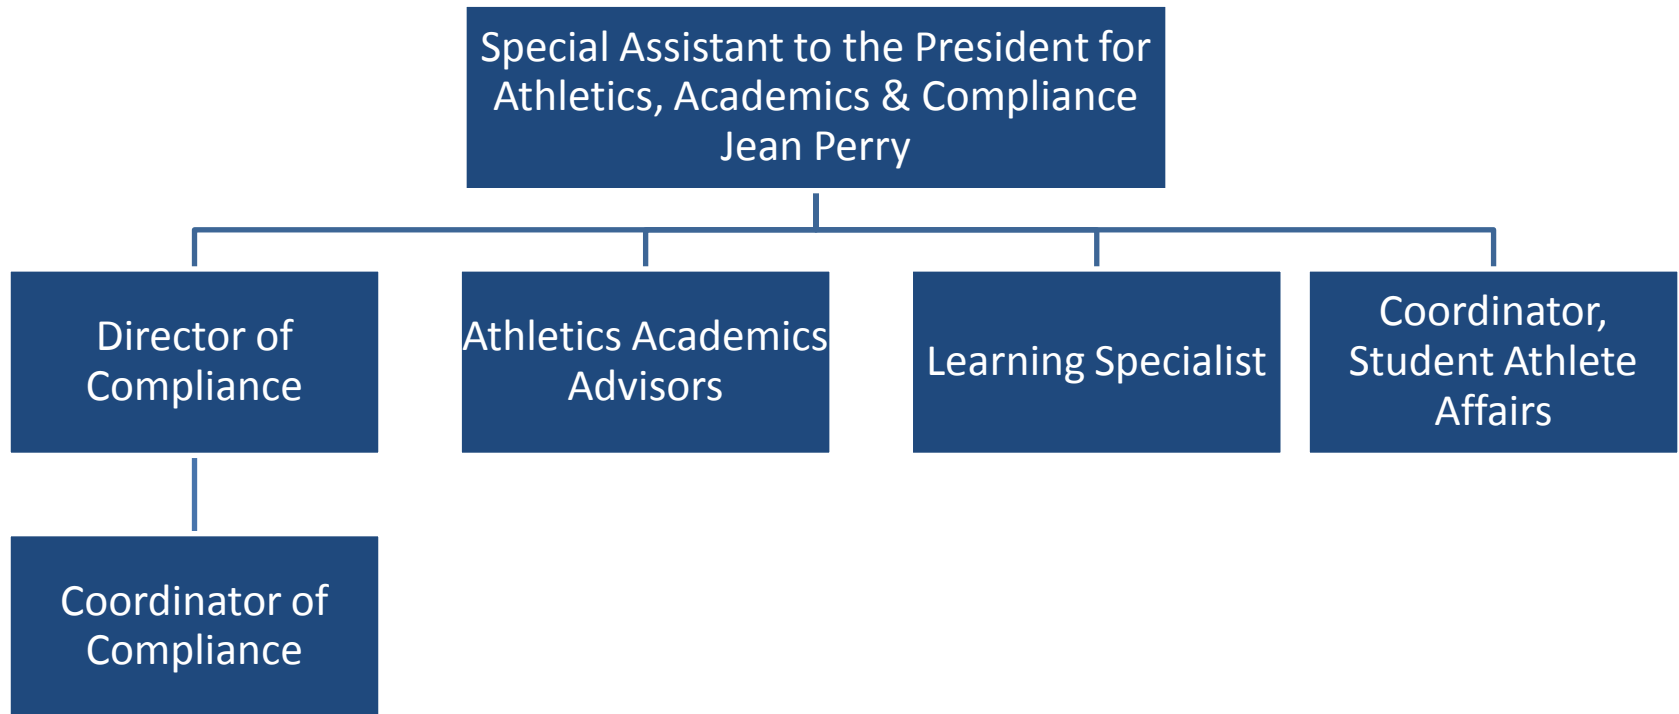 Special Assistant to the President for
Athletics, Academics & Compliance
Jean Perry
Director of
Compliance
Athletics Academics
Advisors
Learning Specialist
Coordinator,
Student Athlete
Affairs
Coordinator of
Compliance